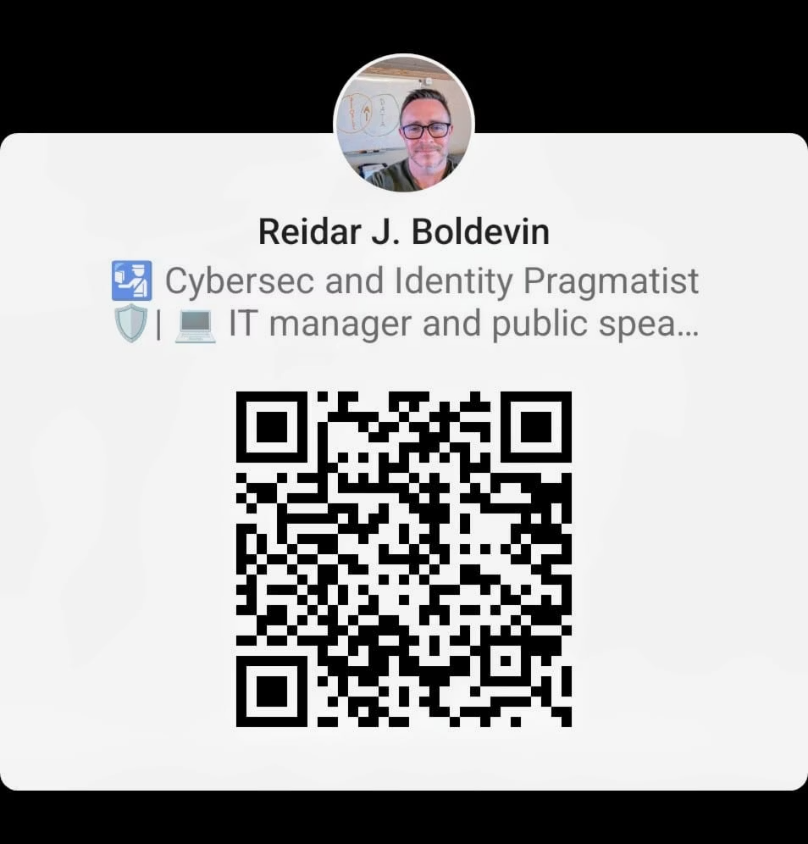 Reidar J. Boldevin
🛂 Cybersec and Identity Pragmatist
🛡️| 💻 IT manager and public spea...